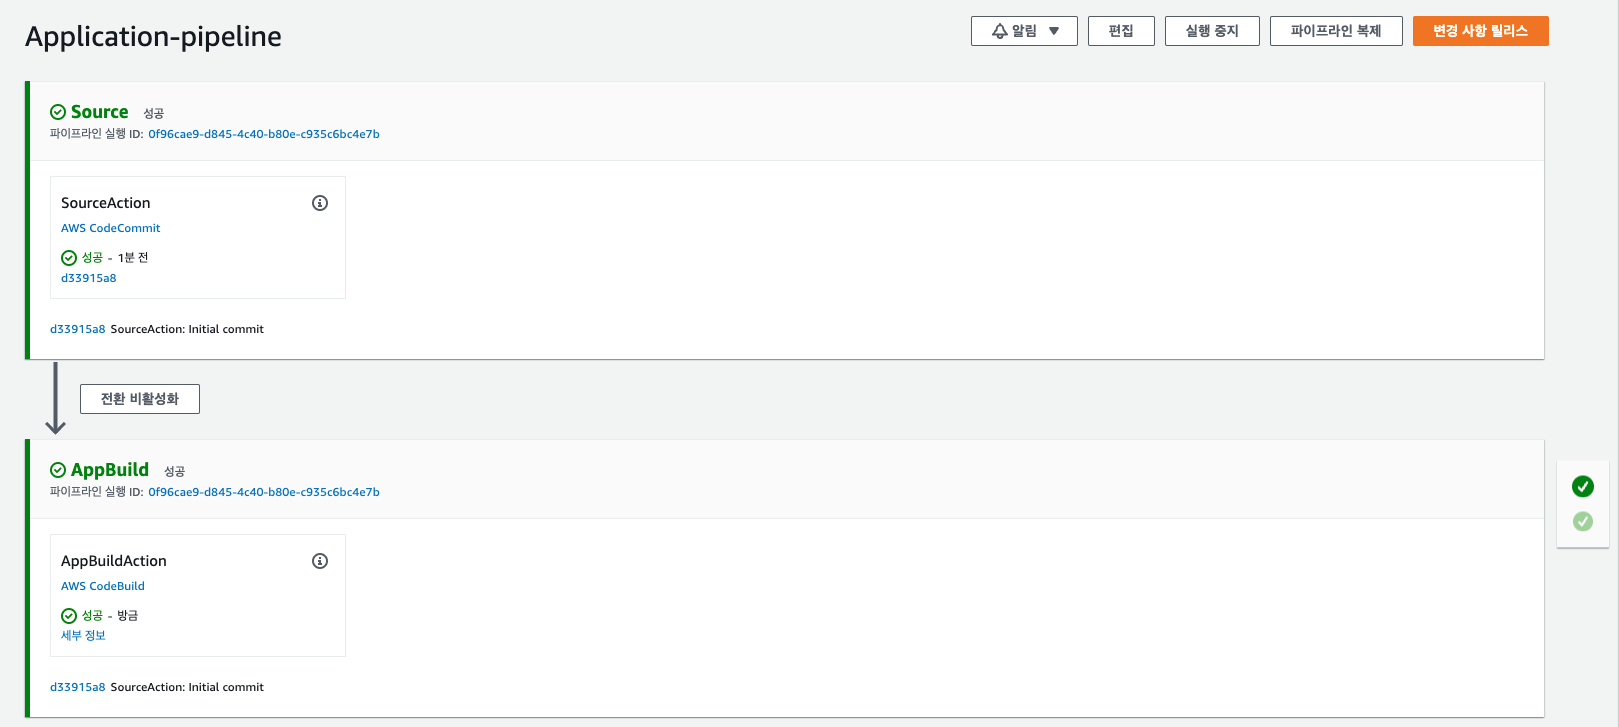 Application-pipeline
알림
편집
실행 중지
파이프라인 복제
변경 사항 릴리스
Source 성공
파이프라인 실행 ID: 0f96cae9-d845-4c40-b80e-c935c6bc4e7b
SourceAction
AWS CodeCommit
성공 - 1분 전
d33915a8
d33915a8 SourceAction: Initial commit
전환 비활성화
AppBuild 성공
파이프라인 실행 ID: 0f96cae9-d845-4c40-b80e-c935c6bc4e7b
AppBuildAction
AWS CodeBuild
성공 - 방금
세부 정보
d33915a8 SourceAction: Initial commit